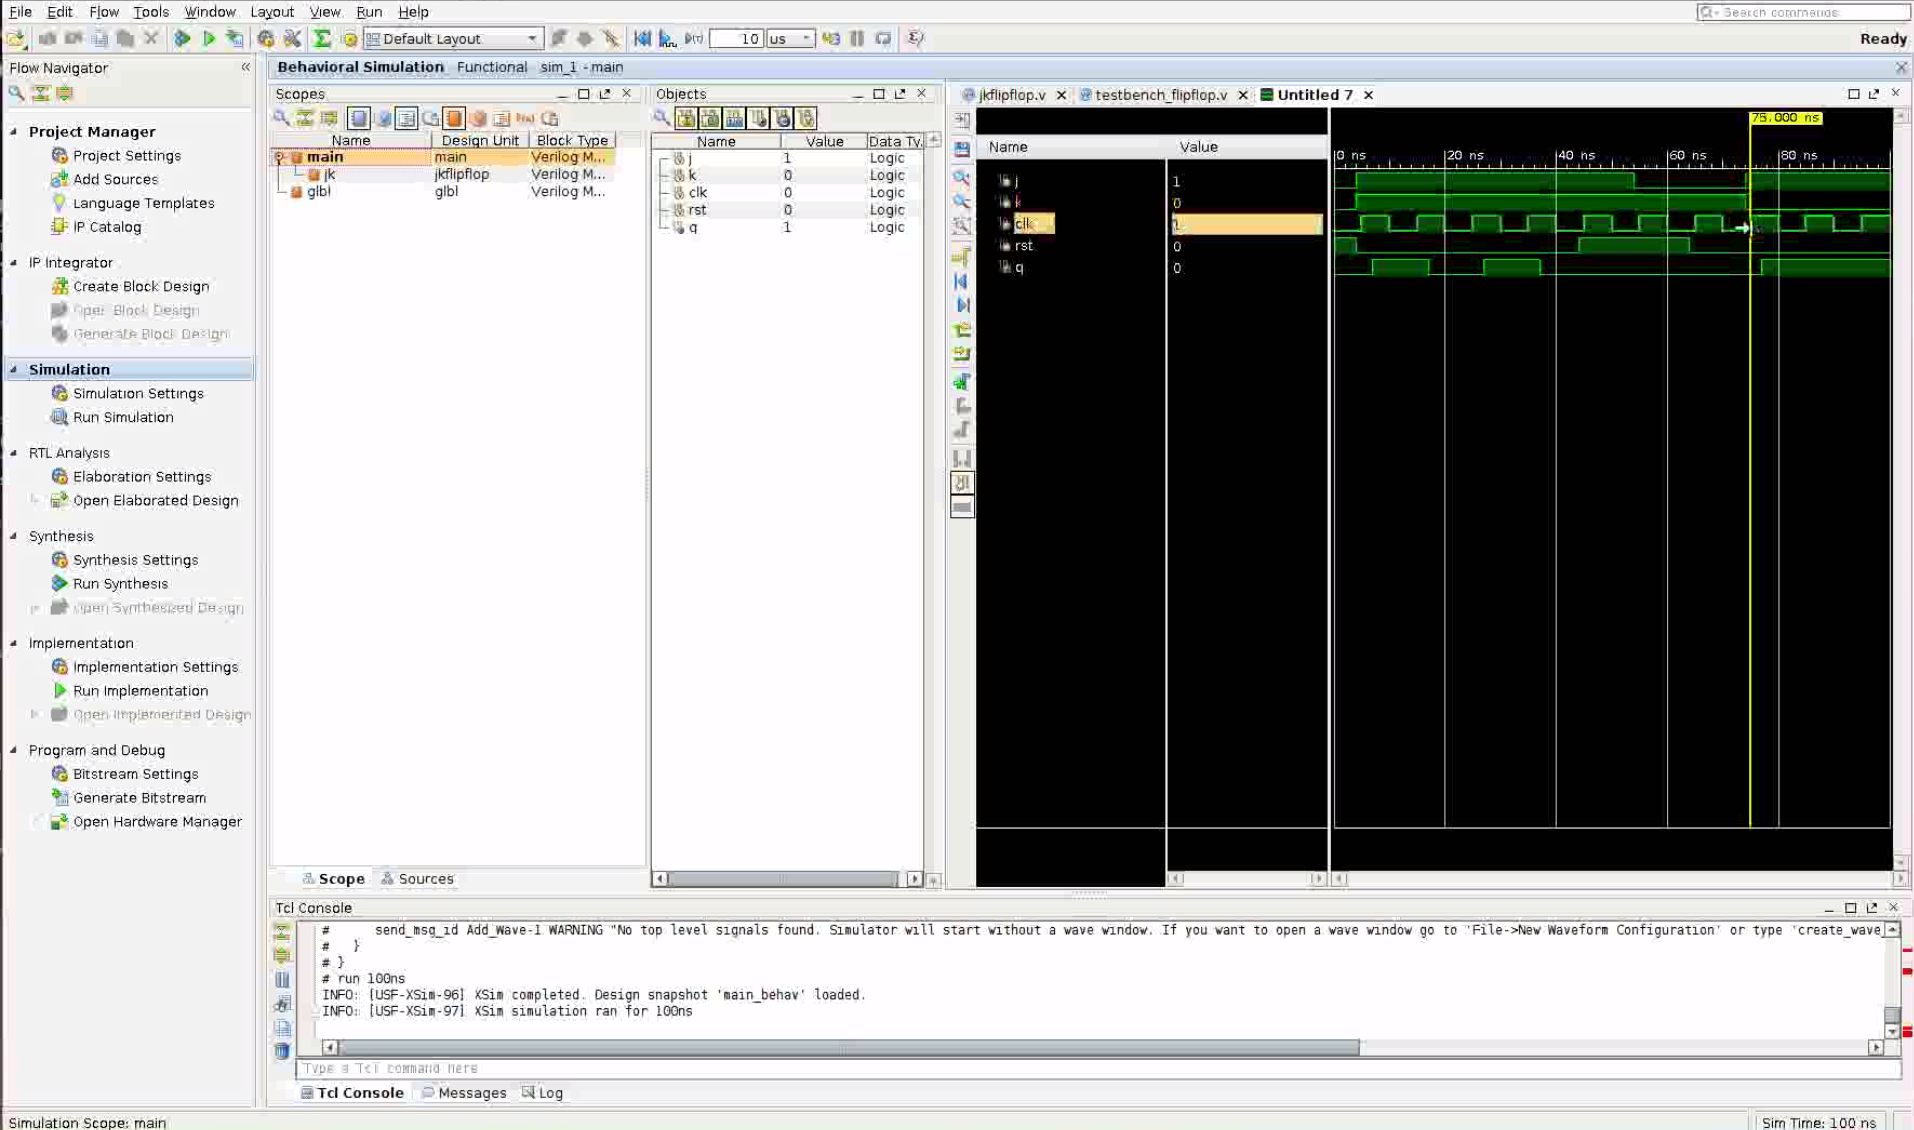 File Edit Flow Tools Window Layout View Run Help
Search commands
Default Layout
10 us
Ready
Flow Navigator
Behavioral Simulation Functional sim_1 - main
Project Manager
Project Settings
Add Sources
Language Templates
IP Catalog
IP Integrator
Create Block Design
Open Block Design
Generate Block Design
Simulation
Simulation Settings
Run Simulation
RTL Analysis
Elaboration Settings
Open Elaborated Design
Synthesis
Synthesis Settings
Run Synthesis
Open Synthesized Design
Implementation
Implementation Settings
Run Implementation
Open Implemented Design
Program and Debug
Bitstream Settings
Generate Bitstream
Open Hardware Manager
Scopes
Name Design Unit Block Type
main main Verilog M...
jk jkflipflop Verilog M...
glbl glbl Verilog M...
Scope Sources
Objects
Name Value Data Ty.
j 1 Logic
k 0 Logic
clk 0 Logic
rst 0 Logic
q 1 Logic
jkflipflop.v testbench_flipflop.v Untitled 7
75.000 ns
Name Value
0 ns 20 ns 40 ns 60 ns 80 ns
j 1
k 0
clk 1
rst 0
q 0
Tcl Console
# send_msg_id Add_Wave-1 WARNING "No top level signals found. Simulator will start without a wave window. If you want to open a wave window go to 'File->New Waveform Configuration' or type 'create_wave_
# }
# }
# run 100ns
INFO: [USF-XSim-96] XSim completed. Design snapshot 'main_behav' loaded.
INFO: [USF-XSim-97] XSim simulation ran for 100ns
Type a Tcl command here
Tcl Console Messages Log
Simulation Scope: main
Sim Time: 100 ns